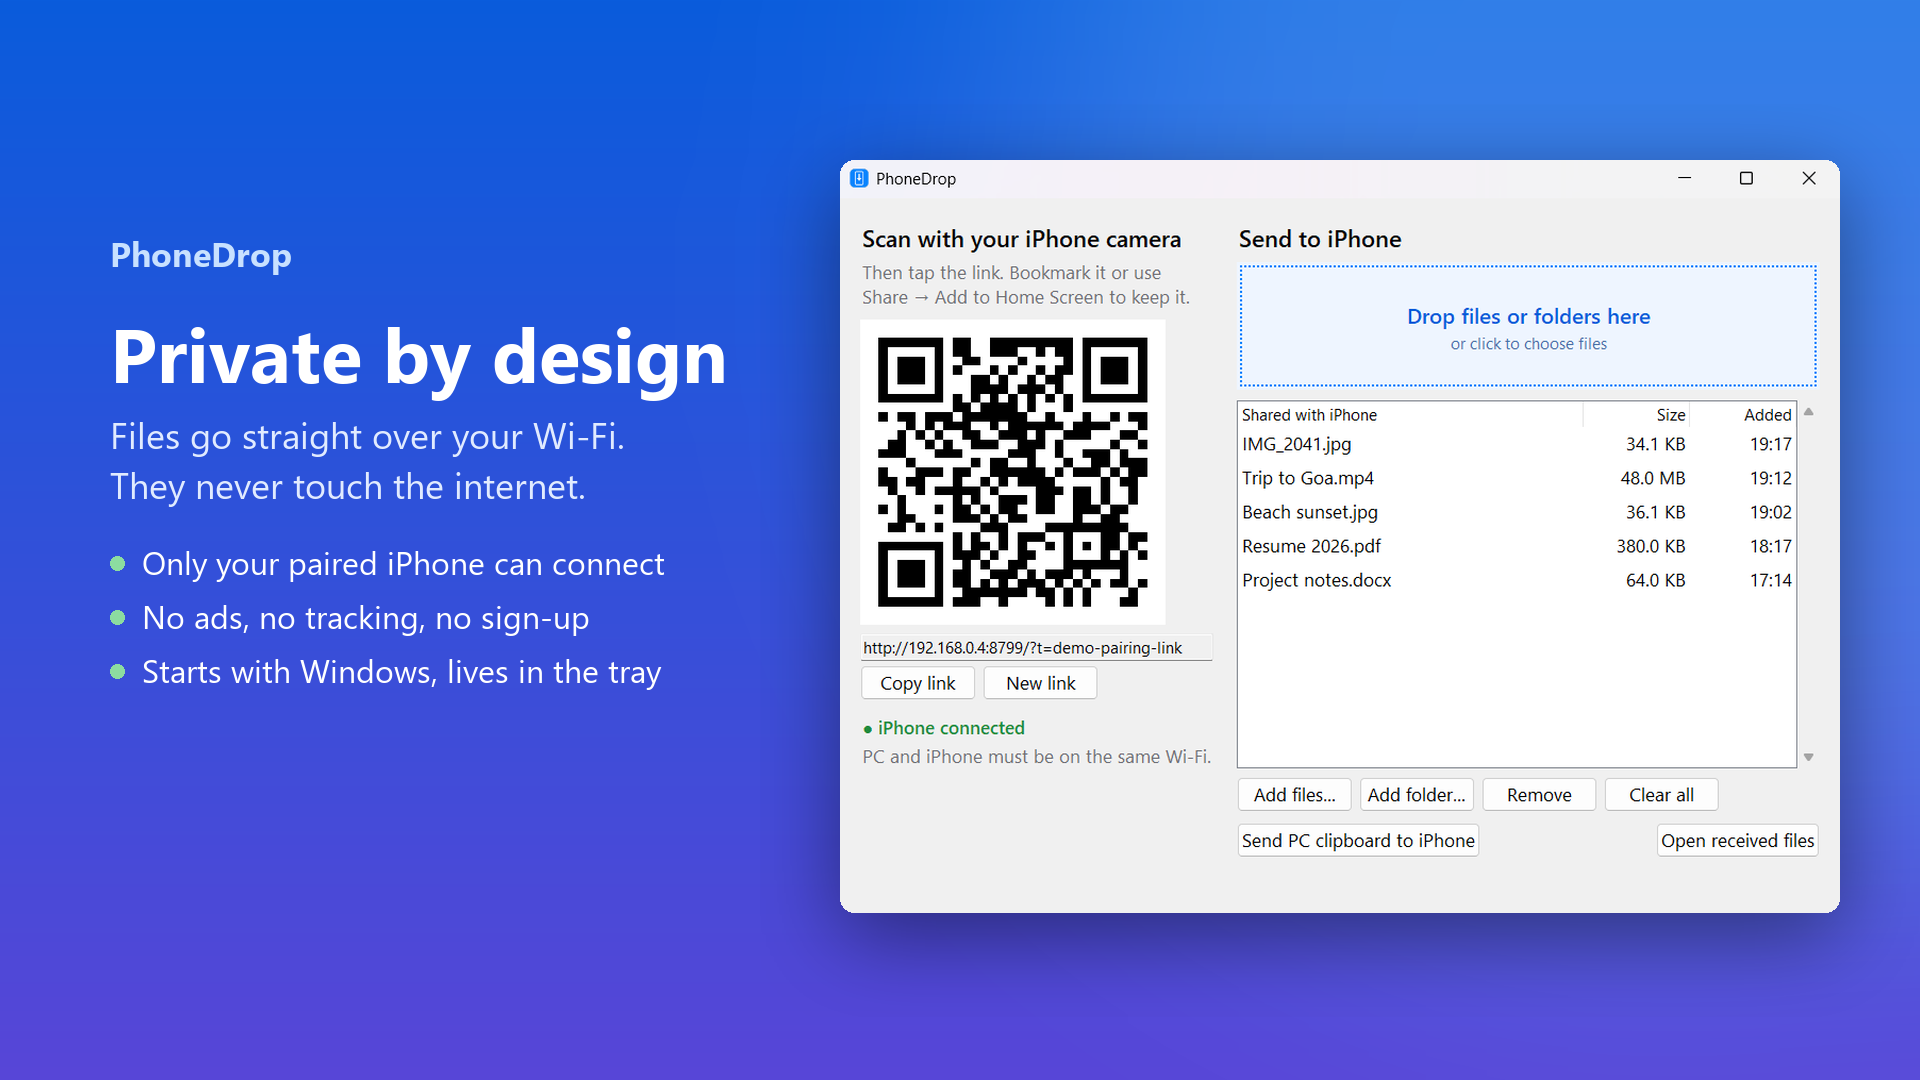 PhoneDrop
Private by design
Files go straight over your Wi-Fi.
They never touch the internet.
Only your paired iPhone can connect
No ads, no tracking, no sign-up
Starts with Windows, lives in the tray
PhoneDrop
Scan with your iPhone camera
Then tap the link. Bookmark it or use
Share → Add to Home Screen to keep it.
http://192.168.0.4:8799/?t=demo-pairing-link
Copy link New link
● iPhone connected
PC and iPhone must be on the same Wi-Fi.
Send to iPhone
Drop files or folders here
or click to choose files
Shared with iPhone Size Added
IMG_2041.jpg 34.1 KB 19:17
Trip to Goa.mp4 48.0 MB 19:12
Beach sunset.jpg 36.1 KB 19:02
Resume 2026.pdf 380.0 KB 18:17
Project notes.docx 64.0 KB 17:14
Add files... Add folder... Remove Clear all
Send PC clipboard to iPhone Open received files